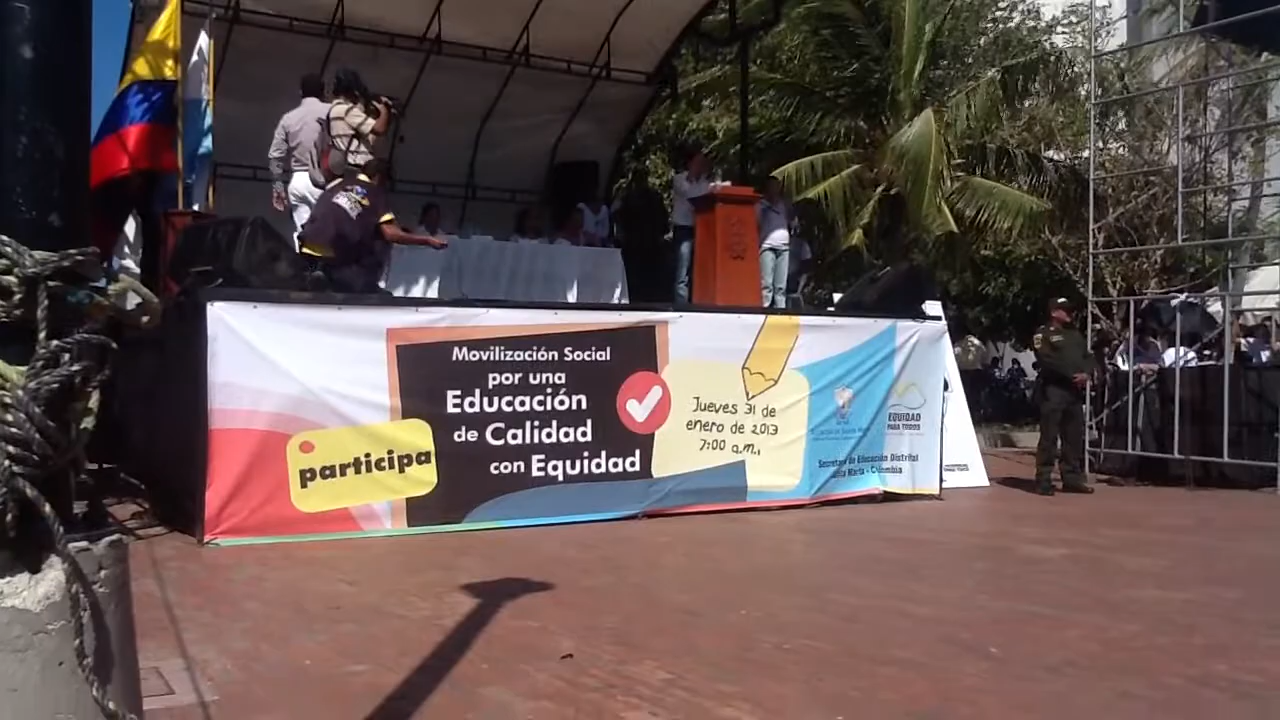 Movilización Social
por una
Educación
de Calidad
con Equidad
participa
Jueves 31 de
enero de 2013
7:00 a.m.,
EQUIDAD
PARA TODOS
Secretaría de Educación Distrital
Santa Marta - Colombia